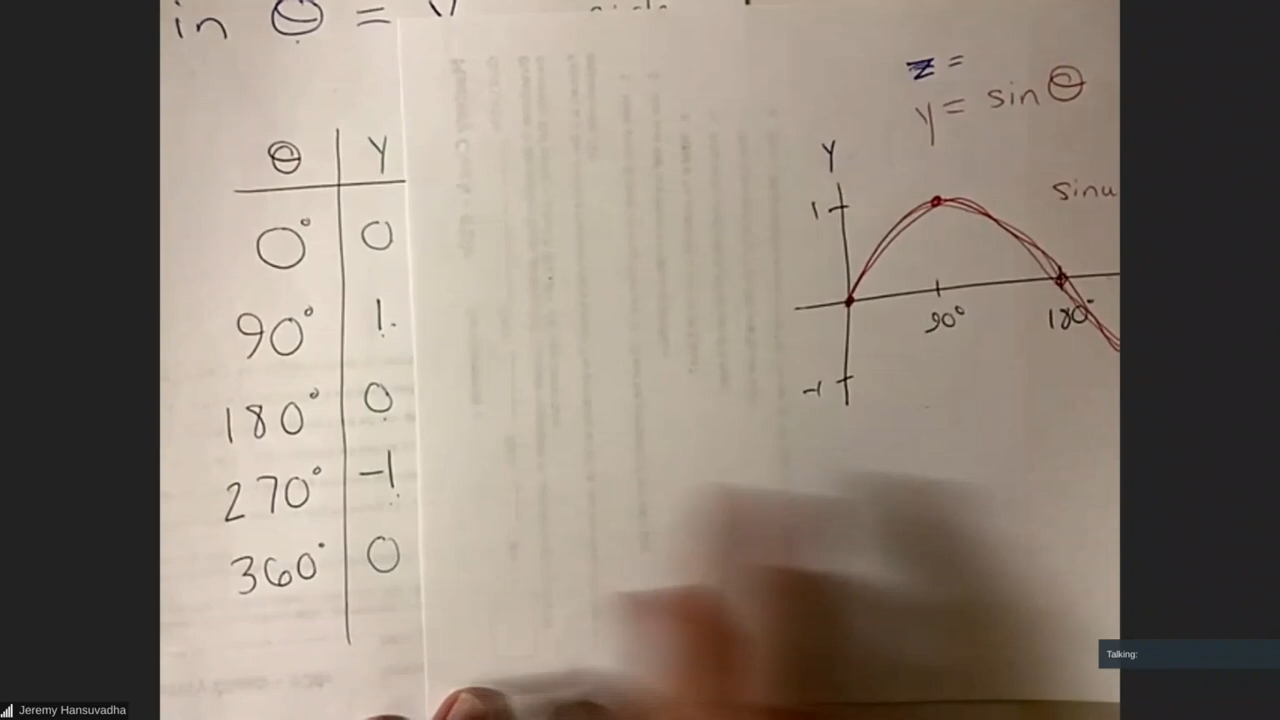 in θ =
z =
y = sin θ
θ Y
0° 0
90° 1
180° 0
270° -1
360° 0
Y
1
sinu
90° 180°
-1
Talking:
Jeremy Hansuvadha